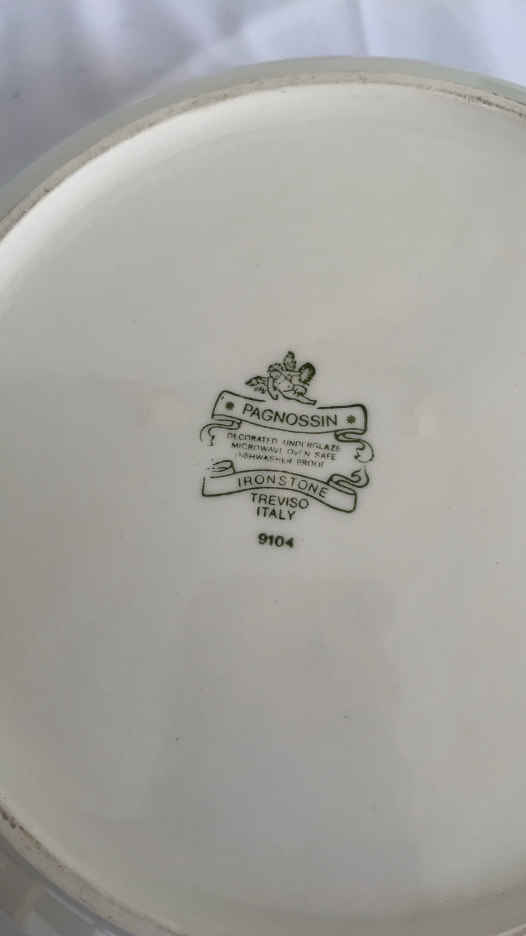 PAGNOSSIN
DECORATED UNDERGLAZE
MICROWAVE OVEN SAFE
DISHWASHER PROOF
IRONSTONE
TREVISO
ITALY
9104